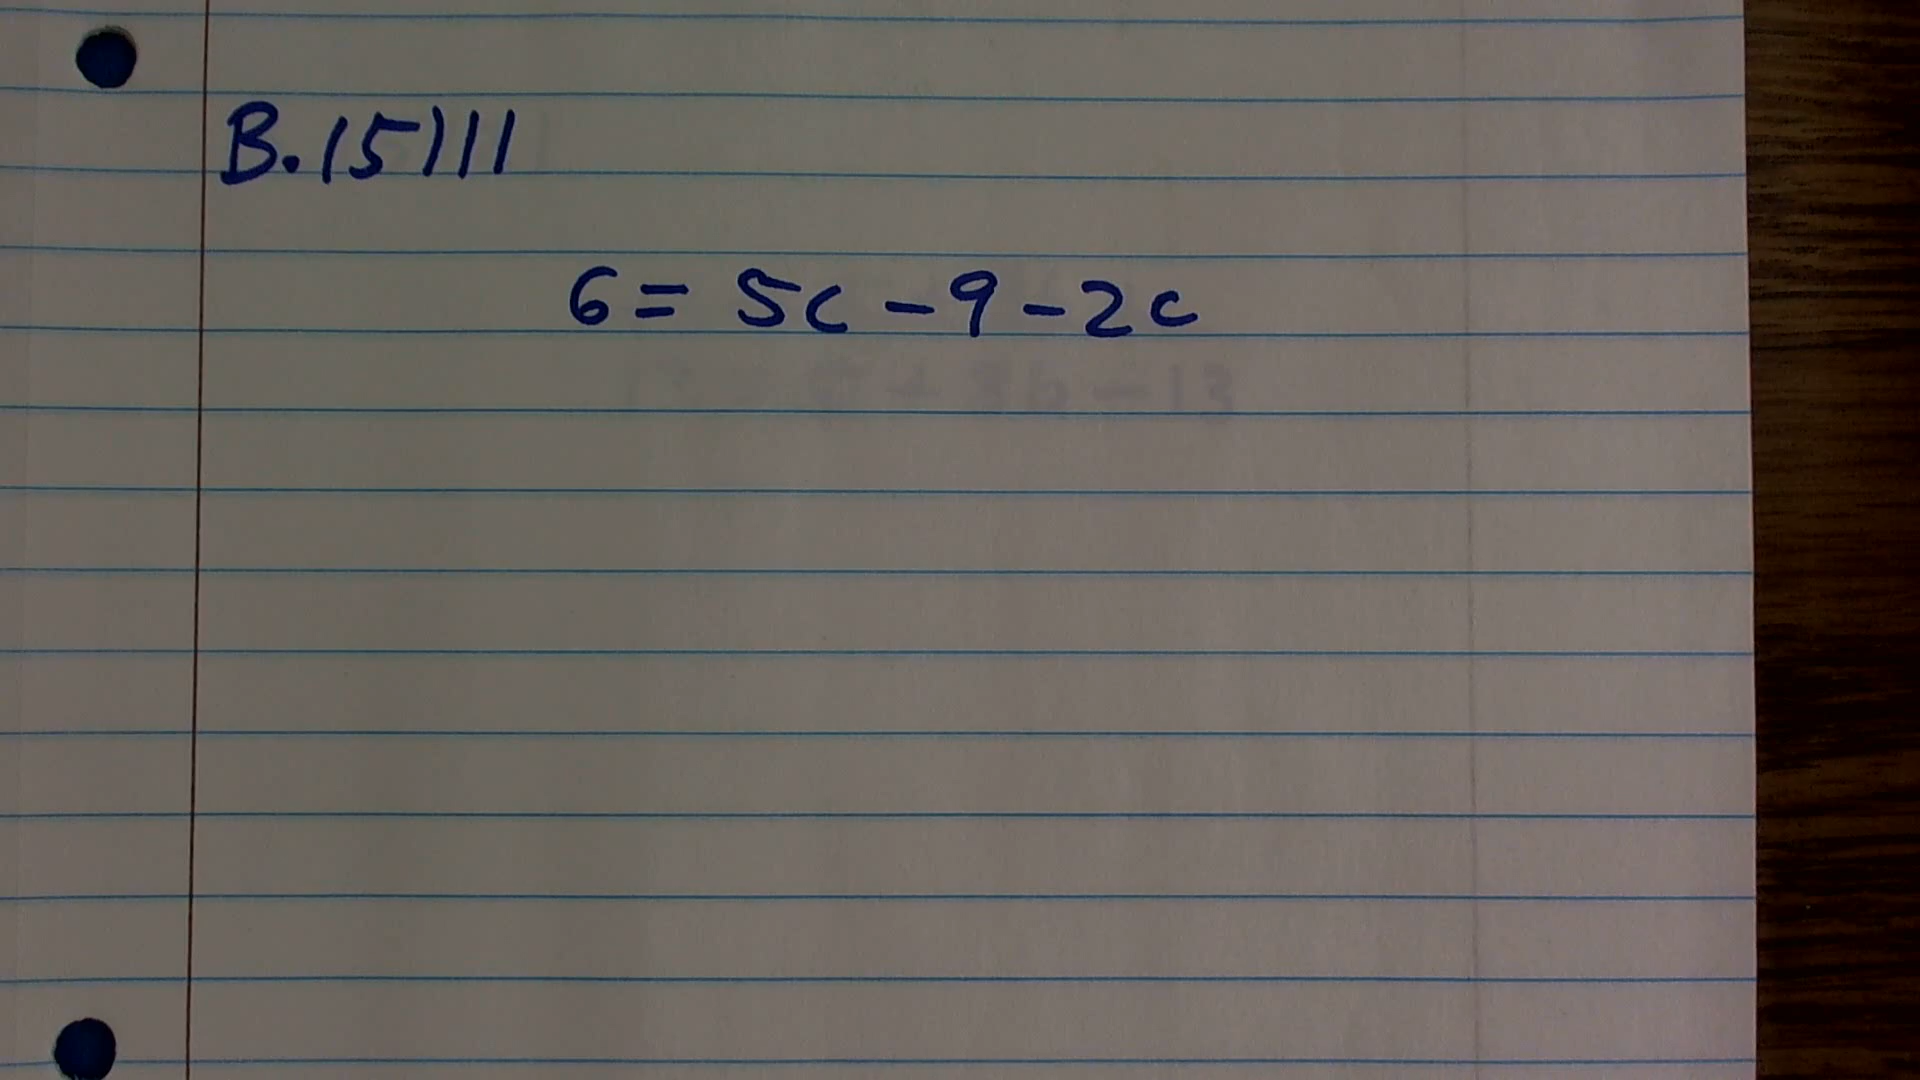 B.15)11
6 = 5c - 9 - 2c